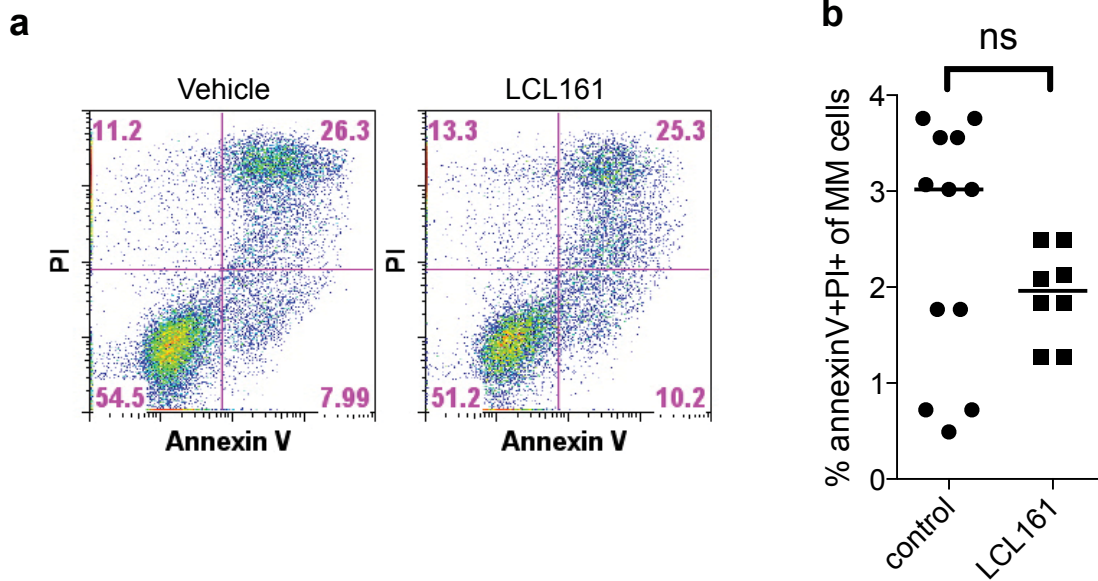 a
Vehicle
LCL161
11.2
26.3
13.3
25.3
PI
PI
54.5
7.99
51.2
10.2
Annexin V
Annexin V
b
ns
% annexinV+PI+ of MM cells
4
3
2
1
0
control
LCL161